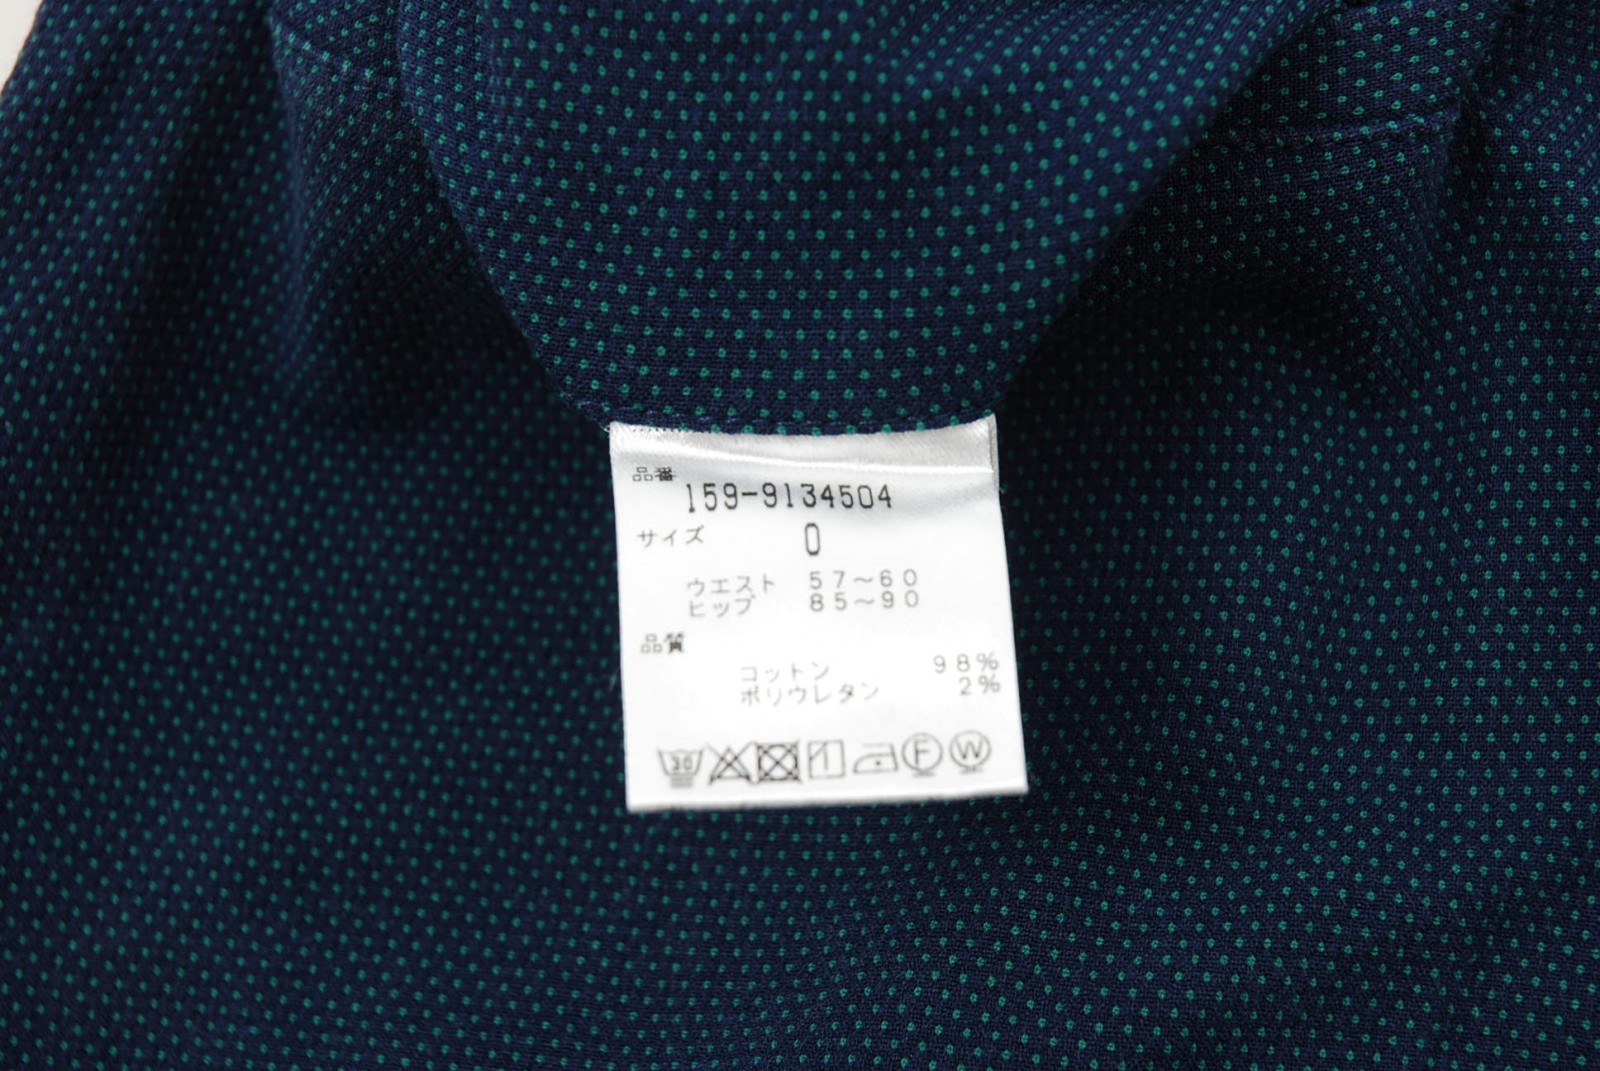 品番
159-9134504
サイズ 0
ウエスト 57～60
ヒップ 85～90
品質
コットン 98%
ポリウレタン 2%
30 F W